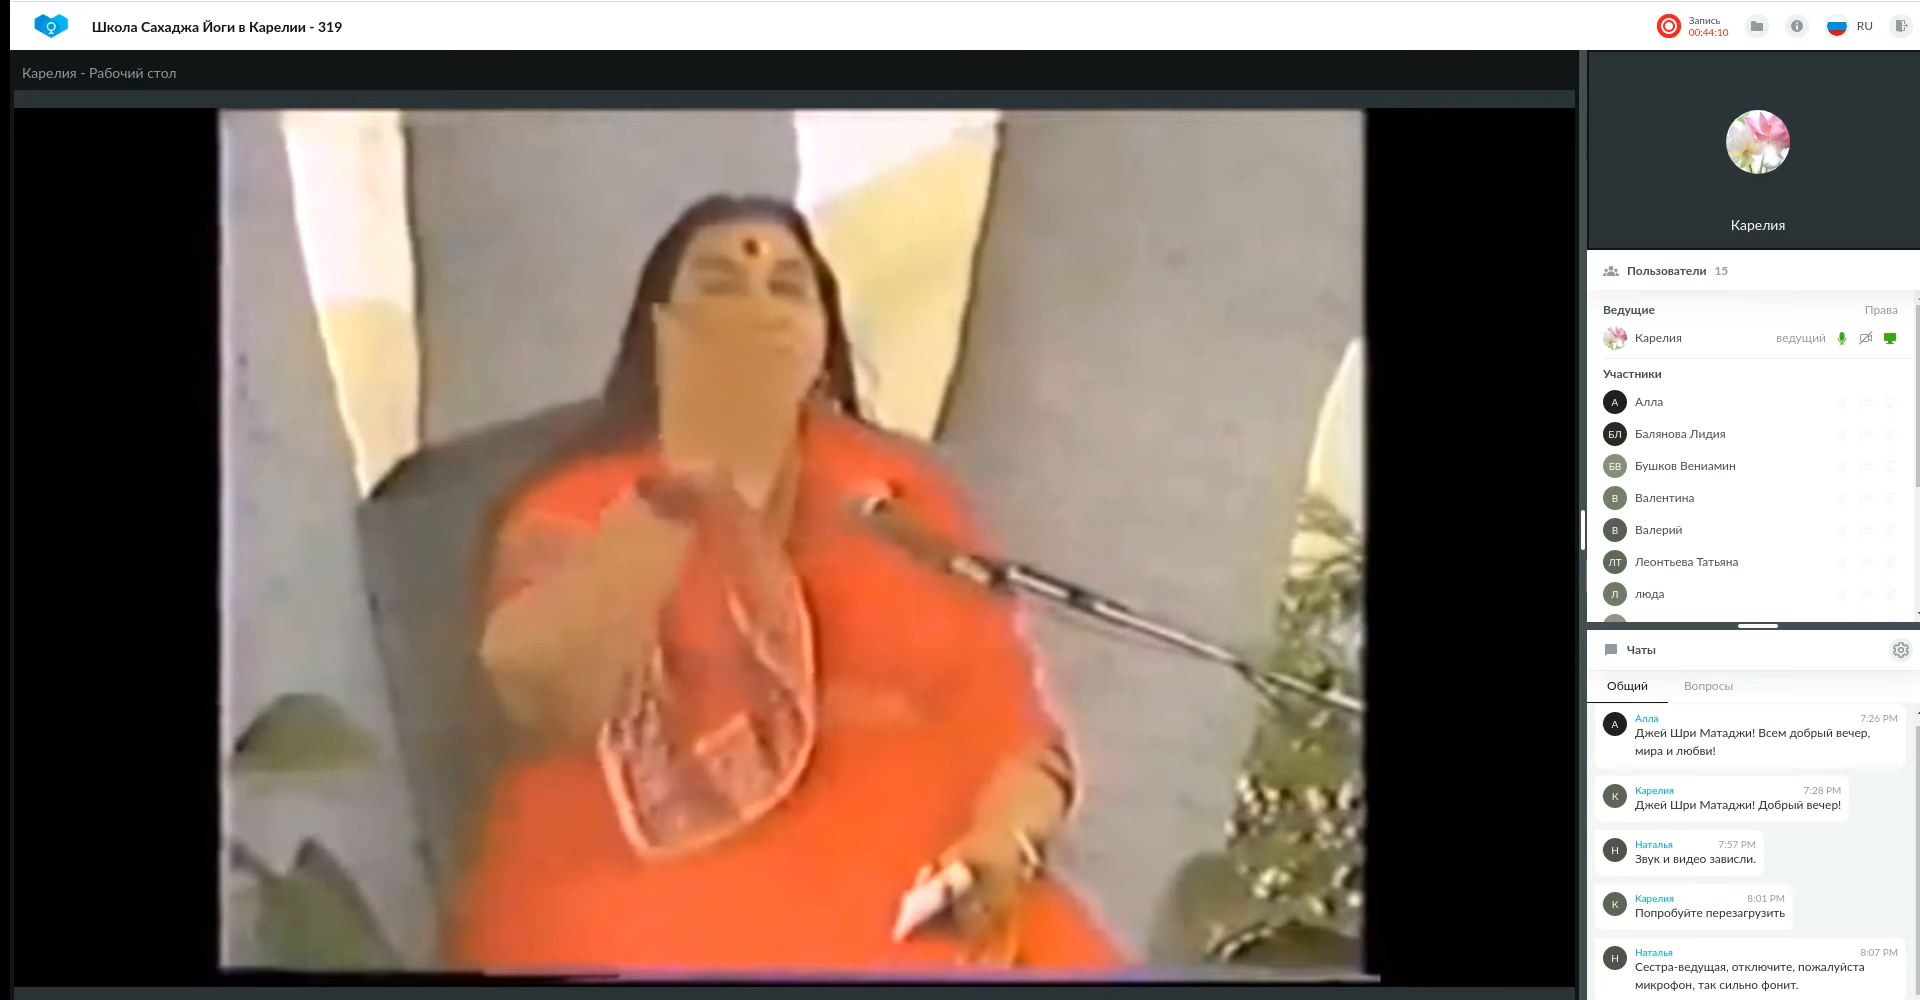 Школа Сахаджа Йоги в Карелии - 319
Запись
00:44:10
RU
Карелия - Рабочий стол
Карелия
Пользователи 15
Ведущие Права
Карелия ведущий
Участники
А Алла
БЛ Балянова Лидия
БВ Бушков Вениамин
В Валентина
В Валерий
ЛТ Леонтьева Татьяна
Л люда
Чаты
Общий Вопросы
А Алла 7:26 PM
Джей Шри Матаджи! Всем добрый вечер,
мира и любви!
К Карелия 7:28 PM
Джей Шри Матаджи! Добрый вечер!
Н Наталья 7:57 PM
Звук и видео зависли.
К Карелия 8:01 PM
Попробуйте перезагрузить
Н Наталья 8:07 PM
Сестра-ведущая, отключите, пожалуйста
микрофон, так сильно фонит.